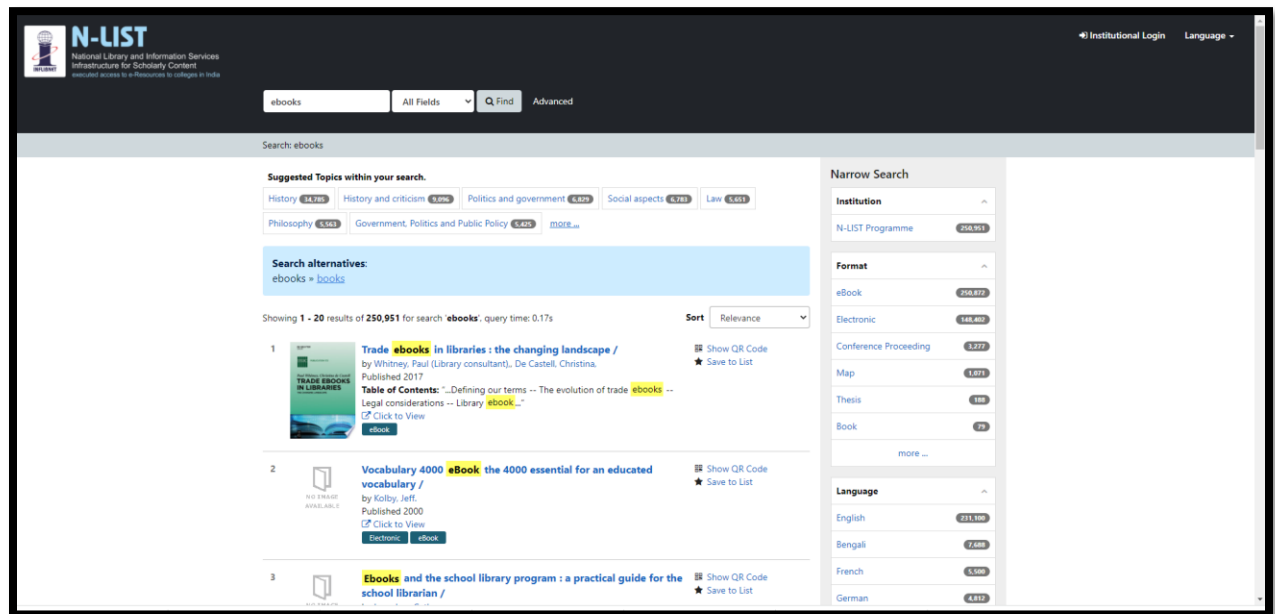 N-LIST
National Library and Information Services
Infrastructure for Scholarly Content
executed access to e-Resources to colleges in India
INFLIBNET
Institutional Login Language
ebooks All Fields Find Advanced
Search: ebooks
Suggested Topics within your search.
History 34,785 History and criticism 9,096 Politics and government 6,829 Social aspects 6,783 Law 5,651
Philosophy 5,563 Government, Politics and Public Policy 5,425 more ...
Search alternatives:
ebooks » books
Showing 1 - 20 results of 250,951 for search 'ebooks', query time: 0.17s Sort Relevance
1
TRADE EBOOKS
IN LIBRARIES
Trade ebooks in libraries : the changing landscape /
by Whitney, Paul (Library consultant),, De Castell, Christina,
Published 2017
Table of Contents: "...Defining our terms -- The evolution of trade ebooks --
Legal considerations -- Library ebook..."
Click to View
eBook
Show QR Code
Save to List
2
NO IMAGE
AVAILABLE
Vocabulary 4000 eBook the 4000 essential for an educated
vocabulary /
by Kolby, Jeff.
Published 2000
Click to View
Electronic eBook
Show QR Code
Save to List
3
Ebooks and the school library program : a practical guide for the
school librarian /
Show QR Code
Save to List
Narrow Search
Institution
N-LIST Programme 250,951
Format
eBook 250,872
Electronic 148,402
Conference Proceeding 3,277
Map 1,071
Thesis 188
Book 79
more ...
Language
English 231,100
Bengali 7,688
French 5,500
German 4,812